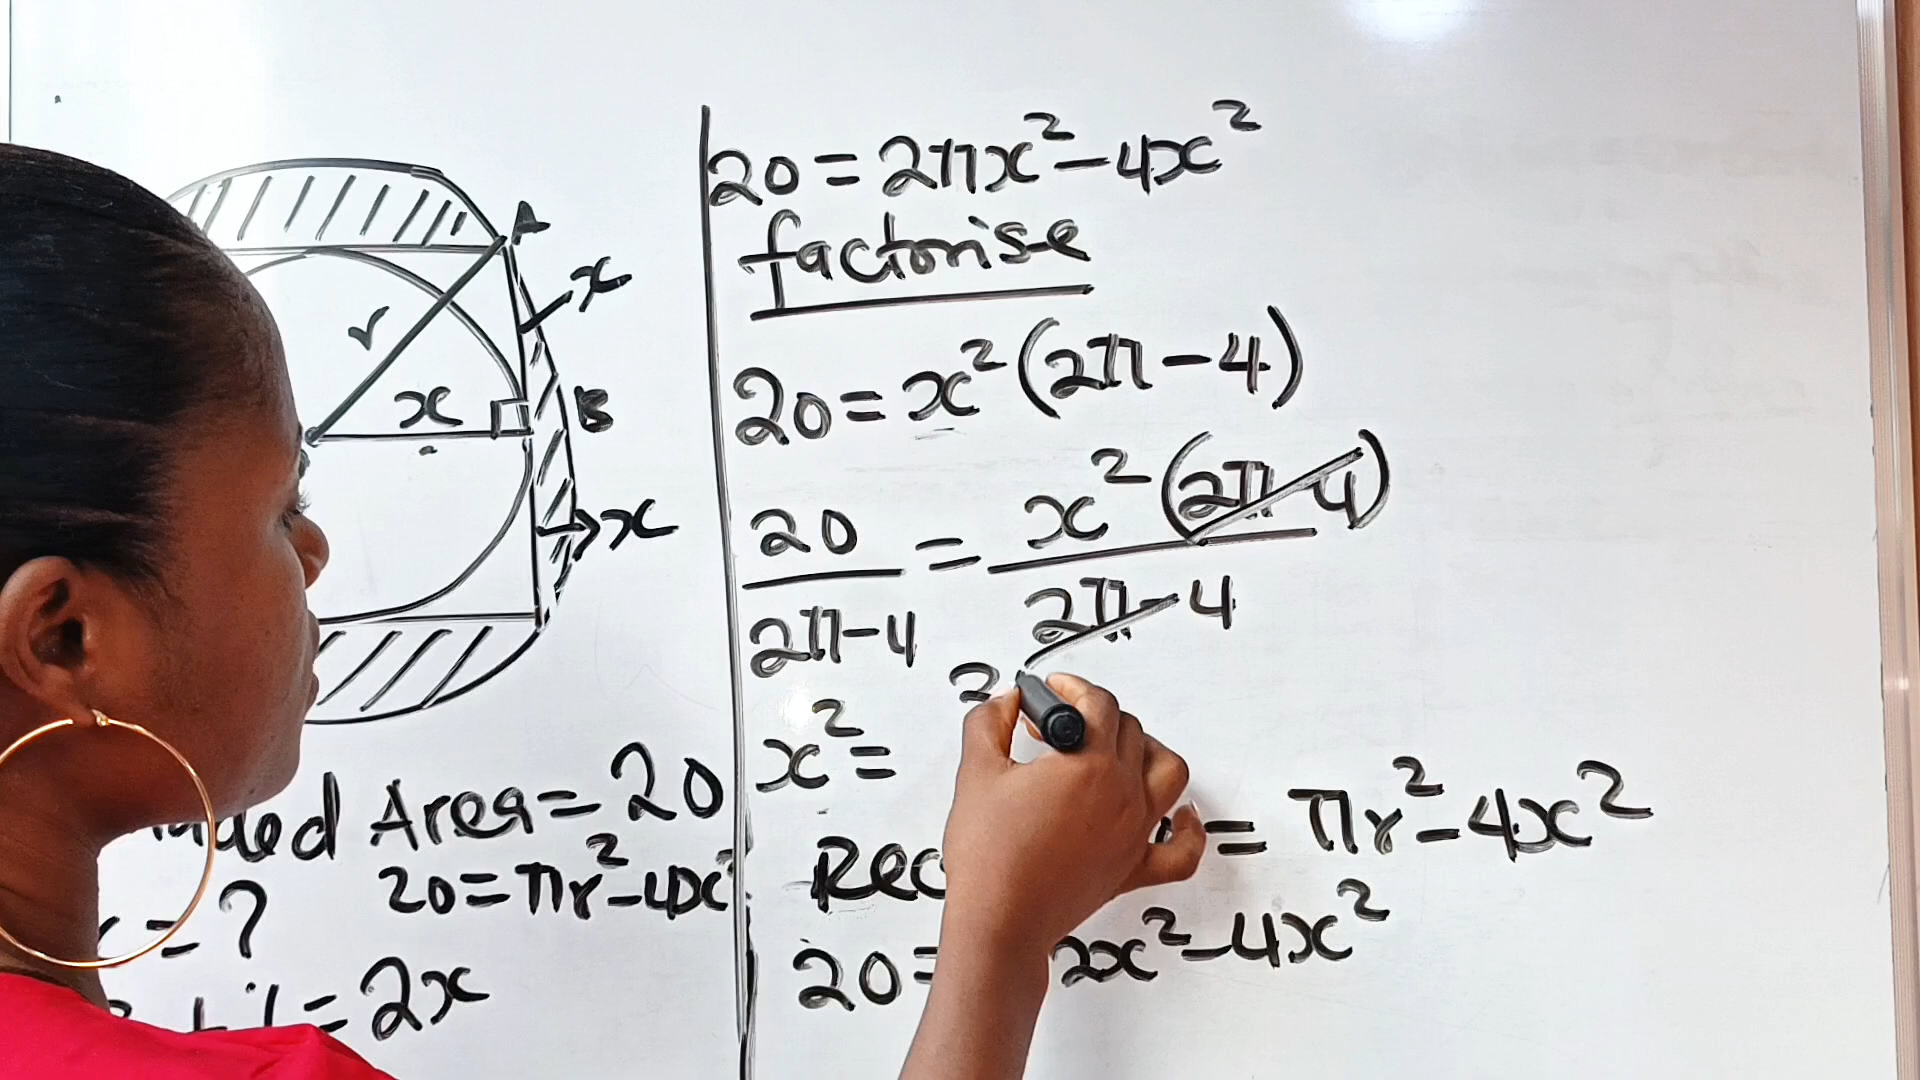 A
x
r
x
B
x
Area = 20
20 = πr² - 4x²
= ?
= 2x
20 = 2πx² - 4x²
factorise
20 = x² (2π - 4)
20 / 2π - 4 = x² (2π - 4) / 2π - 4
x² = 2
= πr² - 4x²
20 = 2x² - 4x²